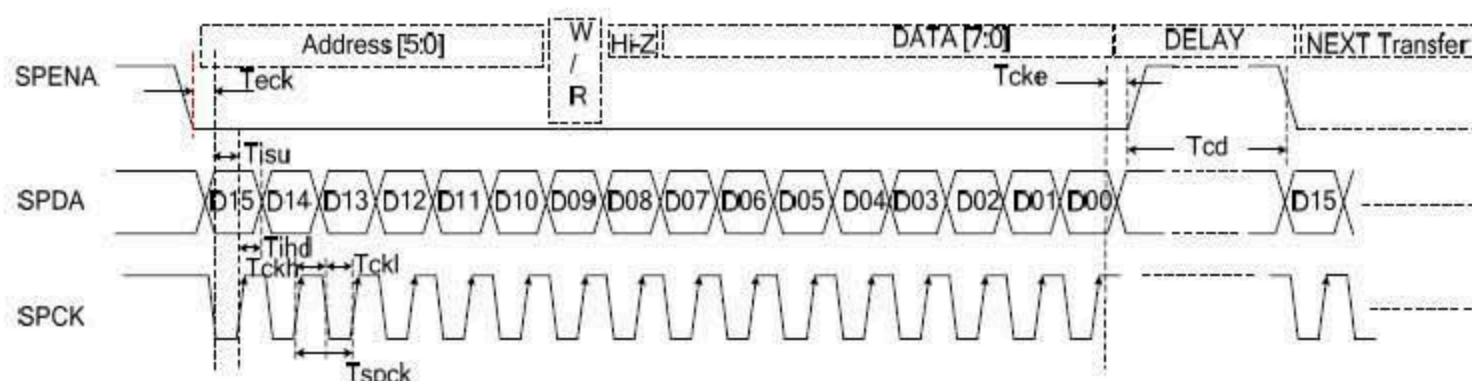 Address [5:0] W / R Hi-Z DATA [7:0] DELAY NEXT Transfer
SPENA Teck Tcke
Tisu Tcd
SPDA D15 D14 D13 D12 D11 D10 D09 D08 D07 D06 D05 D04 D03 D02 D01 D00 D15
Tihd
Tckh Tckl
SPCK
Tspck